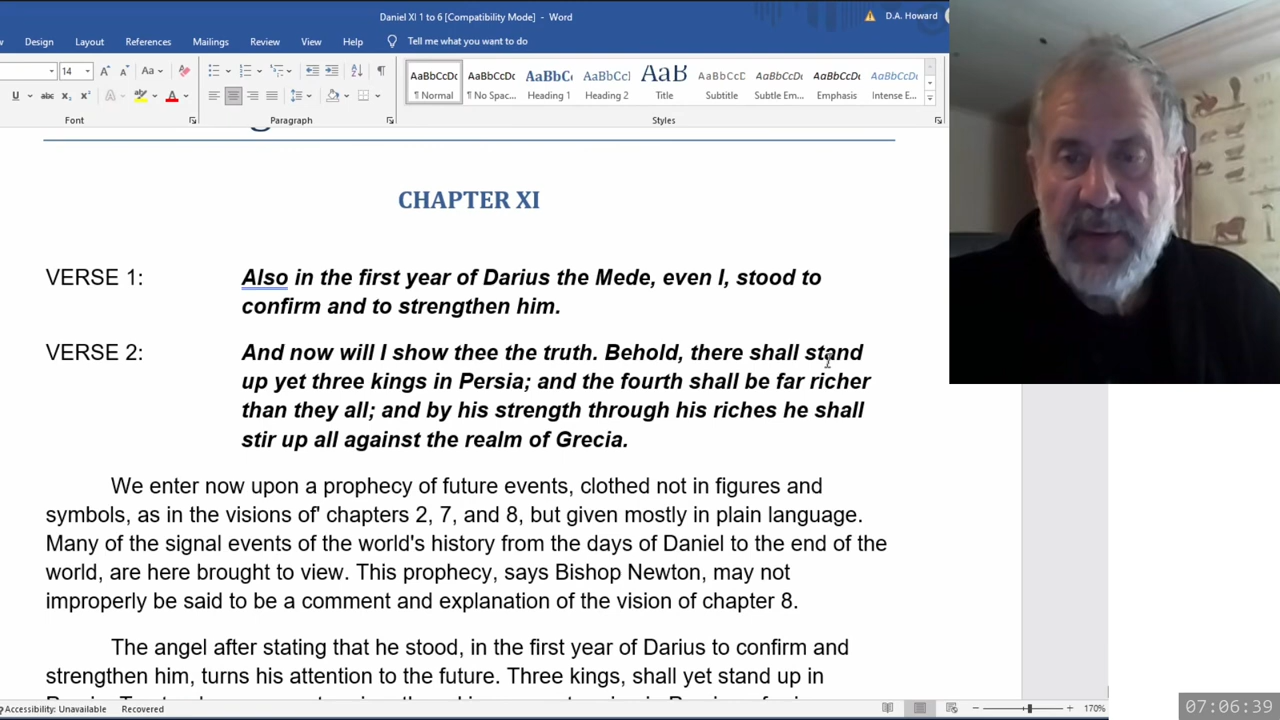 Daniel XI 1 to 6 [Compatibility Mode] - Word
D.A. Howard
Design Layout References Mailings Review View Help Tell me what you want to do
14 Aa
AaBbCcDc AaBbCcDc AaBbCc AaBbCcI AaB AaBbCcD AaBbCcDc AaBbCcDc AaBbCcDc
¶ Normal ¶ No Spac... Heading 1 Heading 2 Title Subtitle Subtle Em... Emphasis Intense E...
Font Paragraph Styles
CHAPTER XI
VERSE 1: Also in the first year of Darius the Mede, even I, stood to
confirm and to strengthen him.
VERSE 2: And now will I show thee the truth. Behold, there shall stand
up yet three kings in Persia; and the fourth shall be far richer
than they all; and by his strength through his riches he shall
stir up all against the realm of Grecia.
We enter now upon a prophecy of future events, clothed not in figures and
symbols, as in the visions of' chapters 2, 7, and 8, but given mostly in plain language.
Many of the signal events of the world's history from the days of Daniel to the end of the
world, are here brought to view. This prophecy, says Bishop Newton, may not
improperly be said to be a comment and explanation of the vision of chapter 8.
The angel after stating that he stood, in the first year of Darius to confirm and
strengthen him, turns his attention to the future. Three kings, shall yet stand up in
Accessibility: Unavailable Recovered 170%
07:06:39